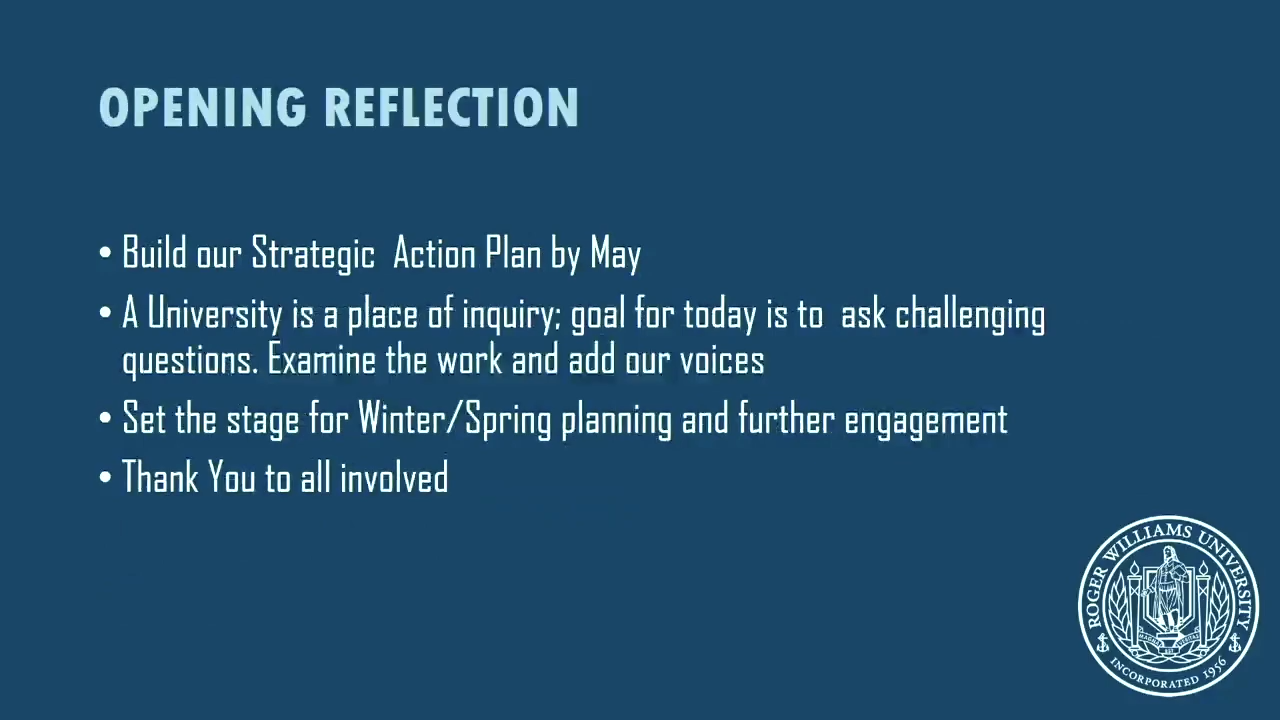 OPENING REFLECTION
• Build our Strategic  Action Plan by May
• A University is a place of inquiry; goal for today is to  ask challenging
questions. Examine the work and add our voices
• Set the stage for Winter/Spring planning and further engagement
• Thank You to all involved
ROGER WILLIAMS UNIVERSITY
INCORPORATED 1956